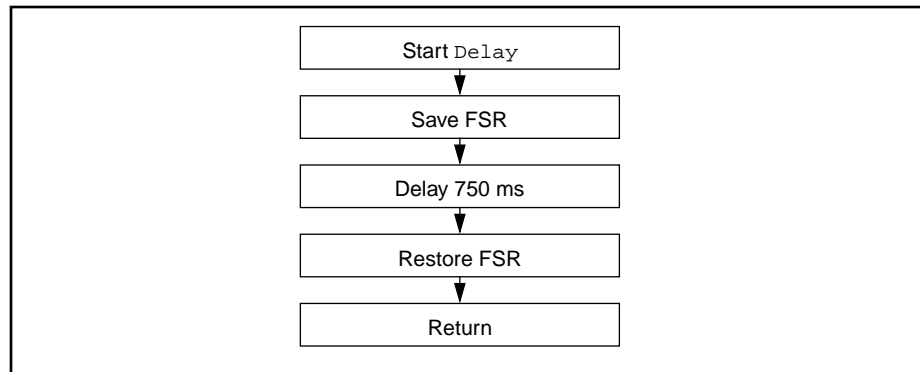 Start Delay
Save FSR
Delay 750 ms
Restore FSR
Return